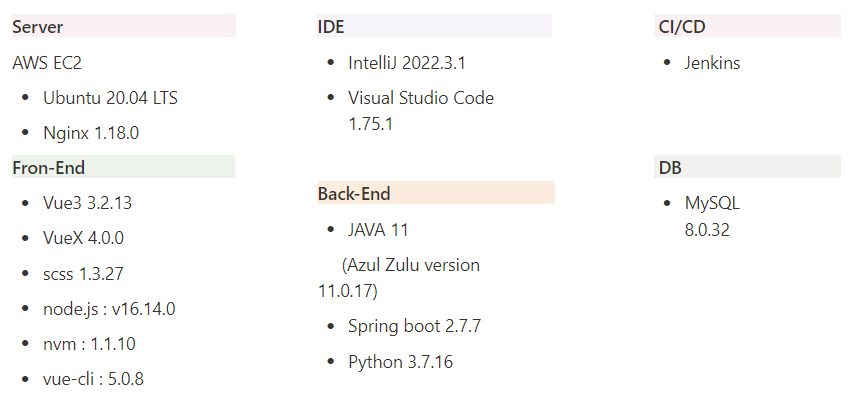 Server
AWS EC2
• Ubuntu 20.04 LTS
• Nginx 1.18.0
Fron-End
• Vue3 3.2.13
• VueX 4.0.0
• scss 1.3.27
• node.js : v16.14.0
• nvm : 1.1.10
• vue-cli : 5.0.8
IDE
• IntelliJ 2022.3.1
• Visual Studio Code
1.75.1
Back-End
• JAVA 11
(Azul Zulu version
11.0.17)
• Spring boot 2.7.7
• Python 3.7.16
CI/CD
• Jenkins
DB
• MySQL
8.0.32